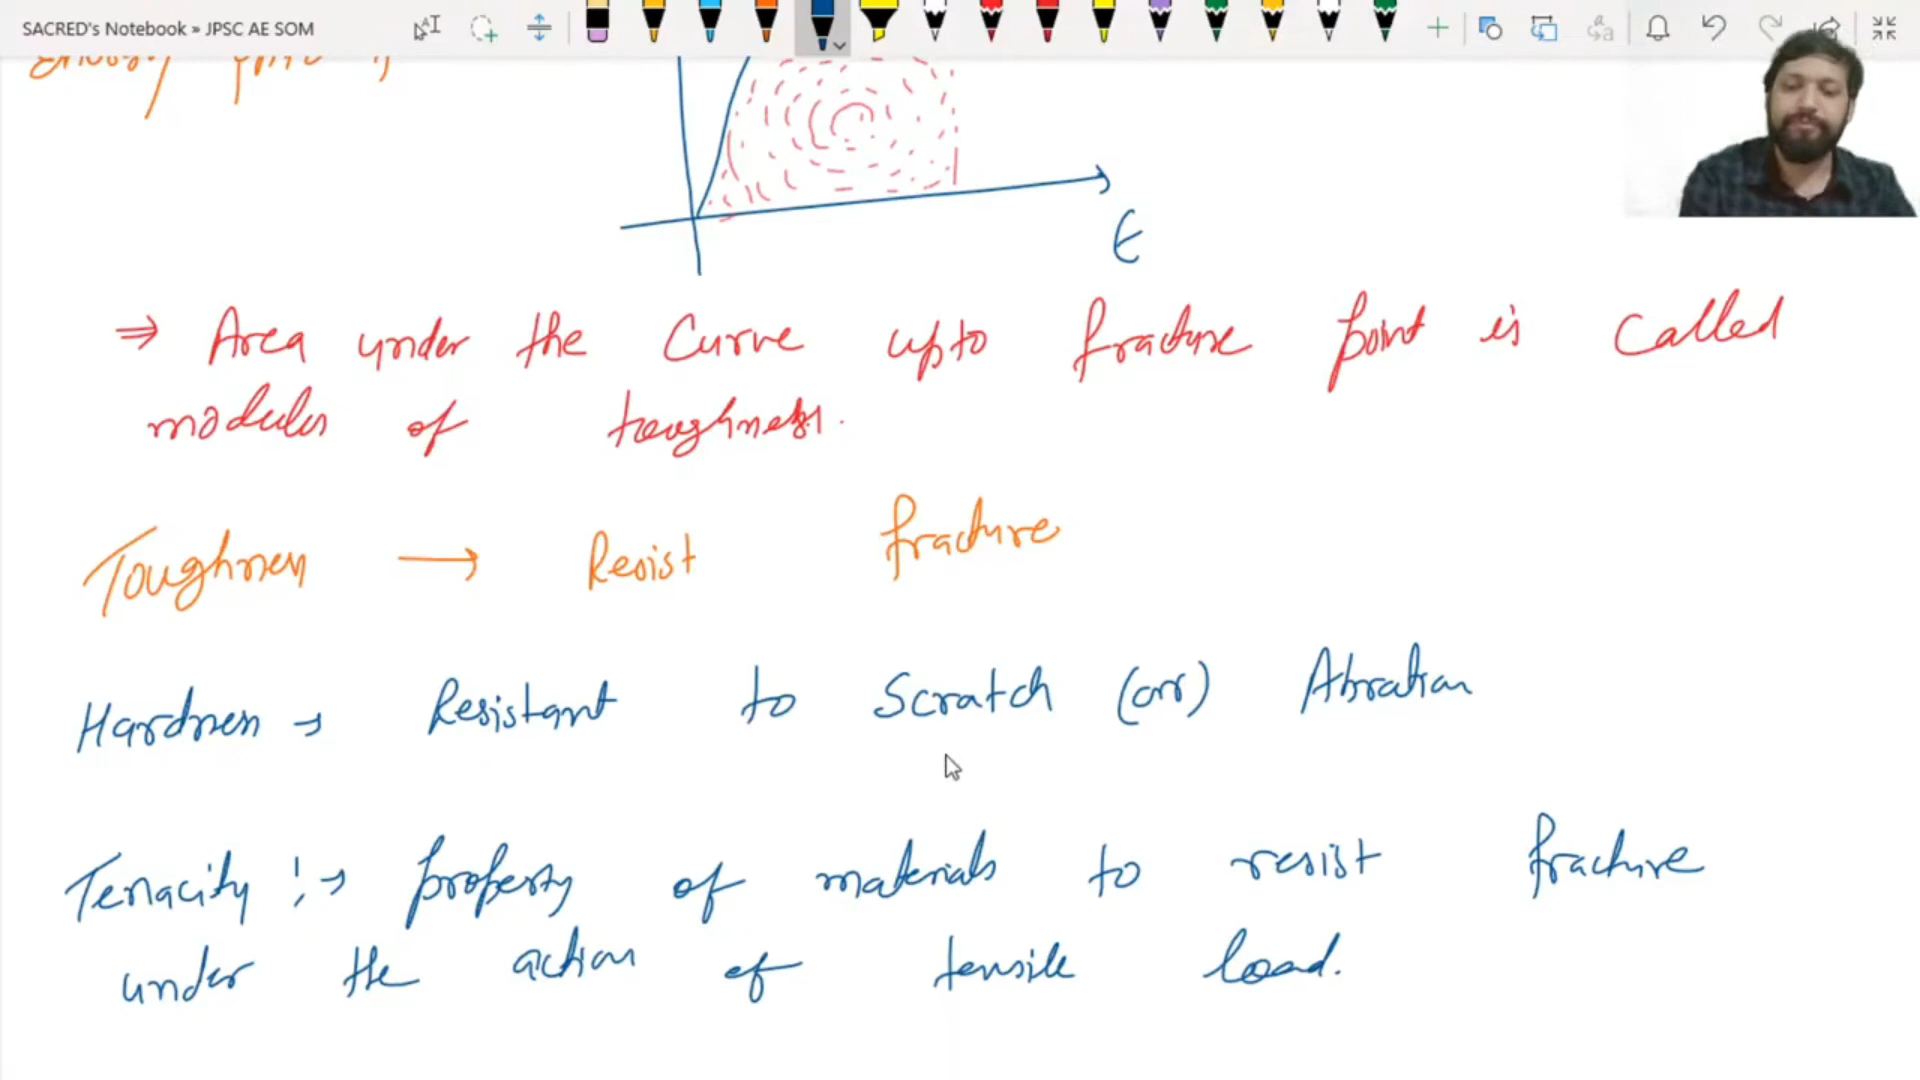 SACRED's Notebook » JPSC AE SOM
ε
⇒ Area under the Curve upto fracture point is called
modulus of toughness.
Toughness → Resist fracture
Hardness → Resistant to Scratch (or) Abration
Tenacity :→ property of materials to resist fracture
under the action of tensile load.